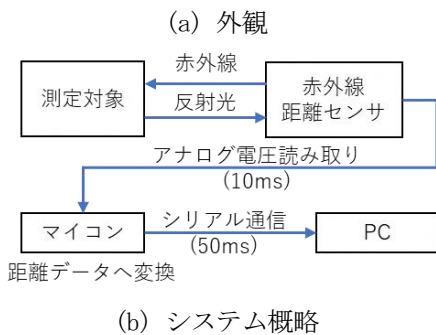 (a) 外観
赤外線
測定対象
反射光
赤外線
距離センサ
アナログ電圧読み取り
(10ms)
マイコン
シリアル通信
(50ms)
PC
距離データへ変換
(b) システム概略